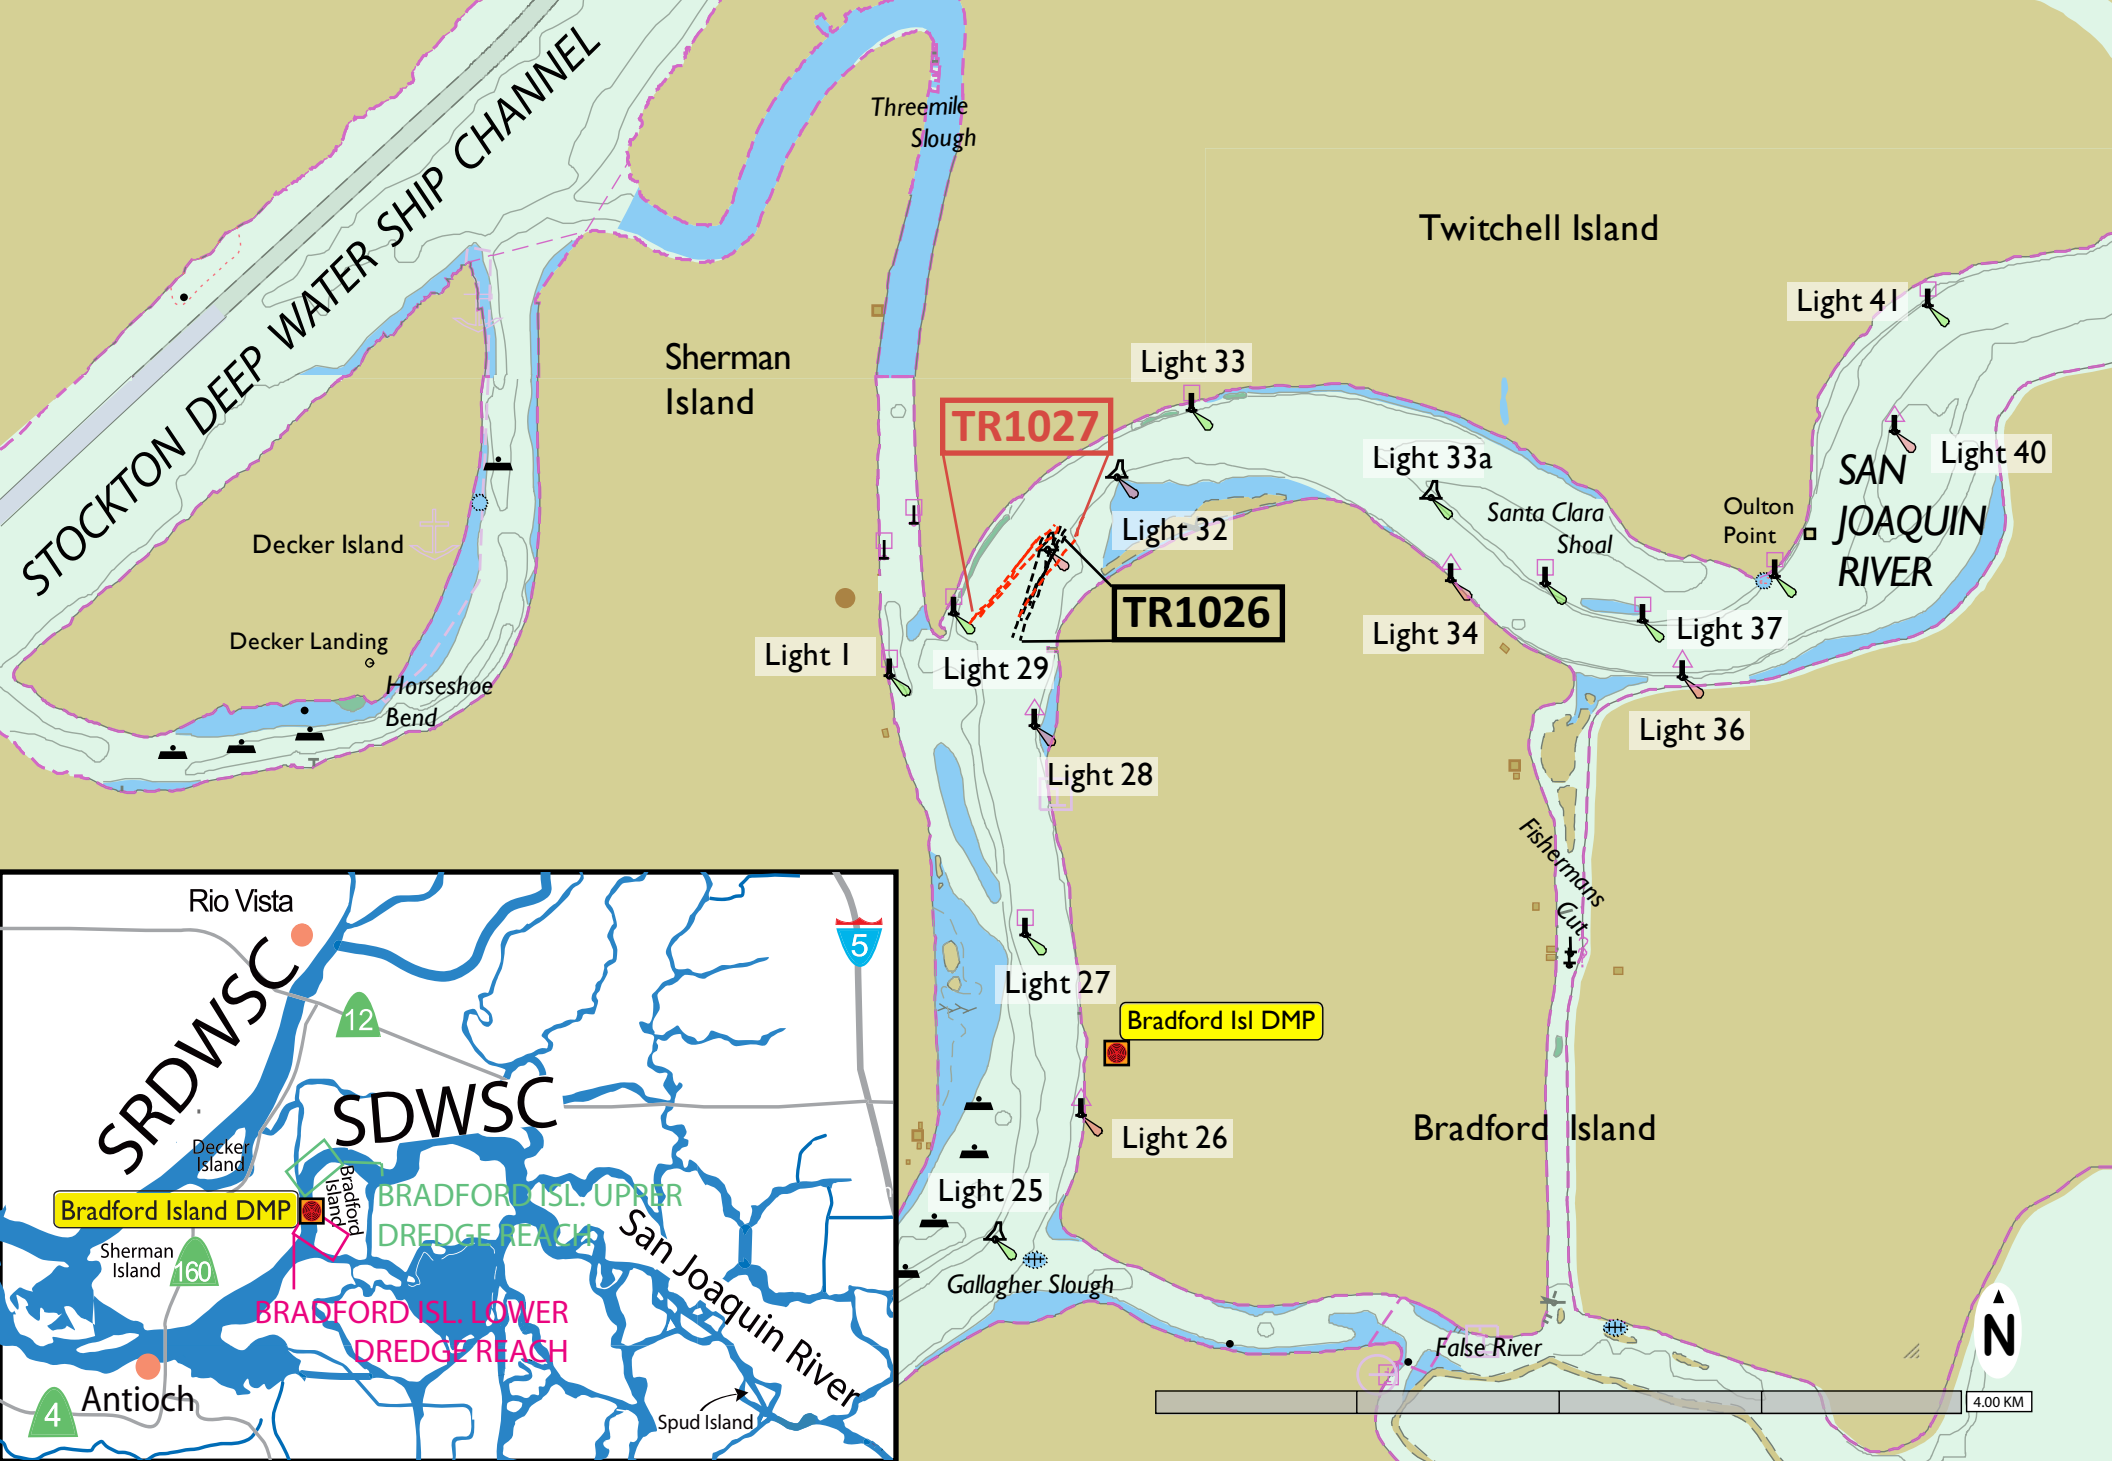 STOCKTON DEEP WATER SHIP CHANNEL
Threemile
Slough
Twitchell Island
Light 41
Sherman
Island
Light 33
TR1027
Light 33a
Light 40
SAN
JOAQUIN
RIVER
Santa Clara
Shoal
Oulton
Point
Light 32
Decker Island
TR1026
Decker Landing
Light 1
Light 29
Light 34
Light 37
Horseshoe
Bend
Light 36
Light 28
Fishermans
Cut
Light 27
Bradford Isl DMP
Light 26
Bradford Island
Light 25
Gallagher Slough
False River
N
4.00 KM
Rio Vista
5
SRDWSC
12
SDWSC
Decker
Island
Bradford
Island
Bradford Island DMP
BRADFORD ISL. UPPER
DREDGE REACH
Sherman
Island
160
San Joaquin River
BRADFORD ISL. LOWER
DREDGE REACH
Antioch
4
Spud Island